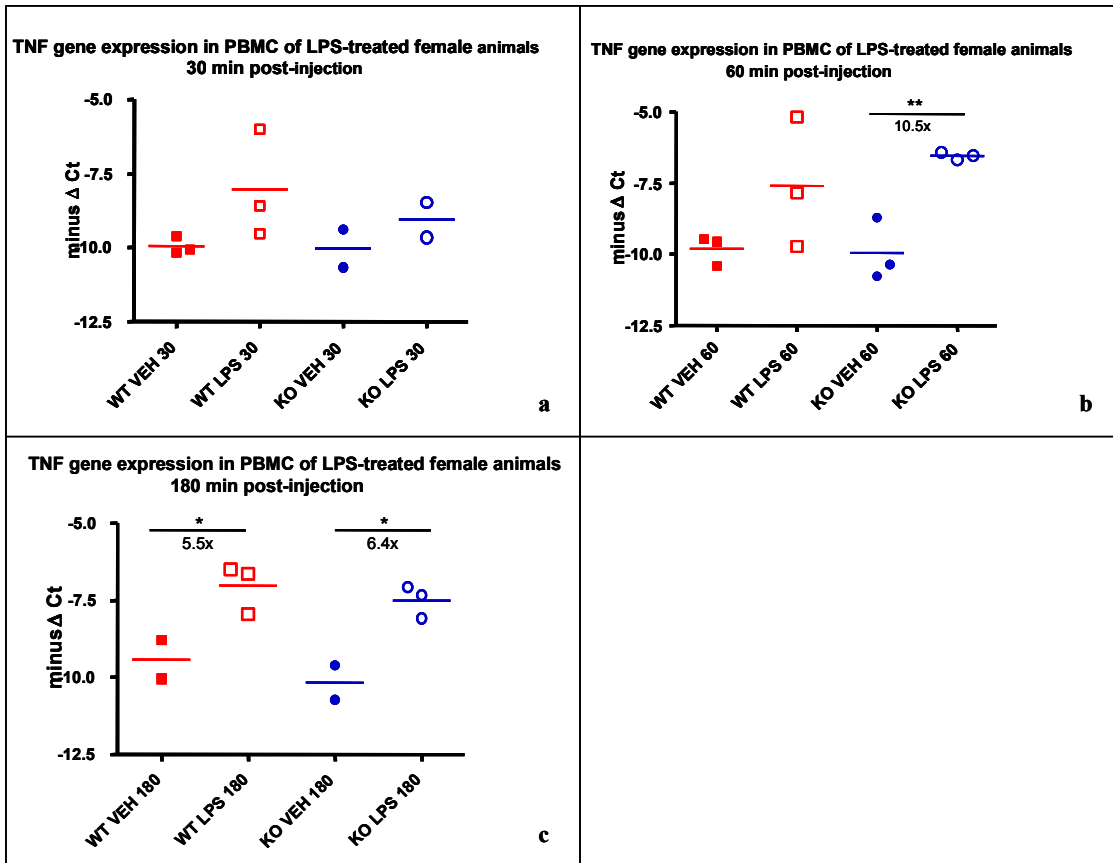 TNF gene expression in PBMC of LPS-treated female animals
30 min post-injection
-5.0
-7.5
-10.0
-12.5
minus Δ Ct
WT VEH 30
WT LPS 30
KO VEH 30
KO LPS 30
a
TNF gene expression in PBMC of LPS-treated female animals
60 min post-injection
-5.0
-7.5
-10.0
-12.5
minus Δ Ct
**
10.5x
WT VEH 60
WT LPS 60
KO VEH 60
KO LPS 60
b
TNF gene expression in PBMC of LPS-treated female animals
180 min post-injection
-5.0
-7.5
-10.0
-12.5
minus Δ Ct
* *
5.5x 6.4x
WT VEH 180
WT LPS 180
KO VEH 180
KO LPS 180
c